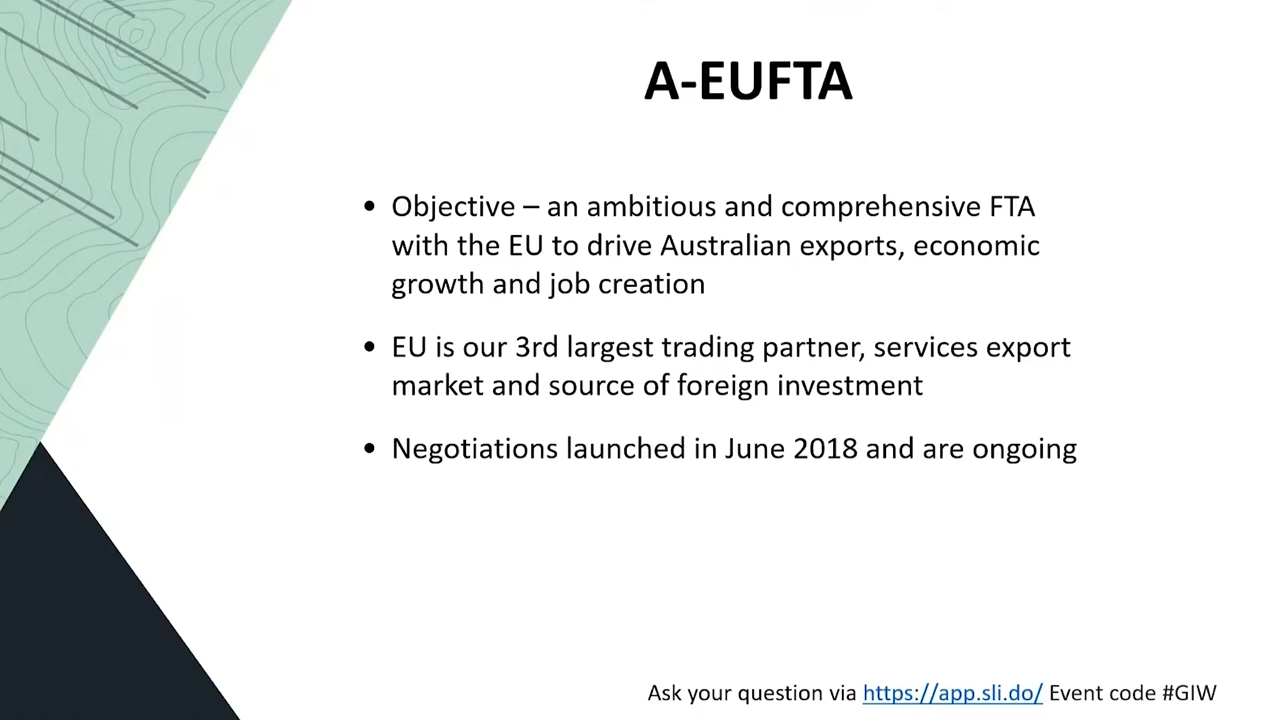 A-EUFTA
• Objective – an ambitious and comprehensive FTA
with the EU to drive Australian exports, economic
growth and job creation
• EU is our 3rd largest trading partner, services export
market and source of foreign investment
• Negotiations launched in June 2018 and are ongoing
Ask your question via https://app.sli.do/ Event code #GIW